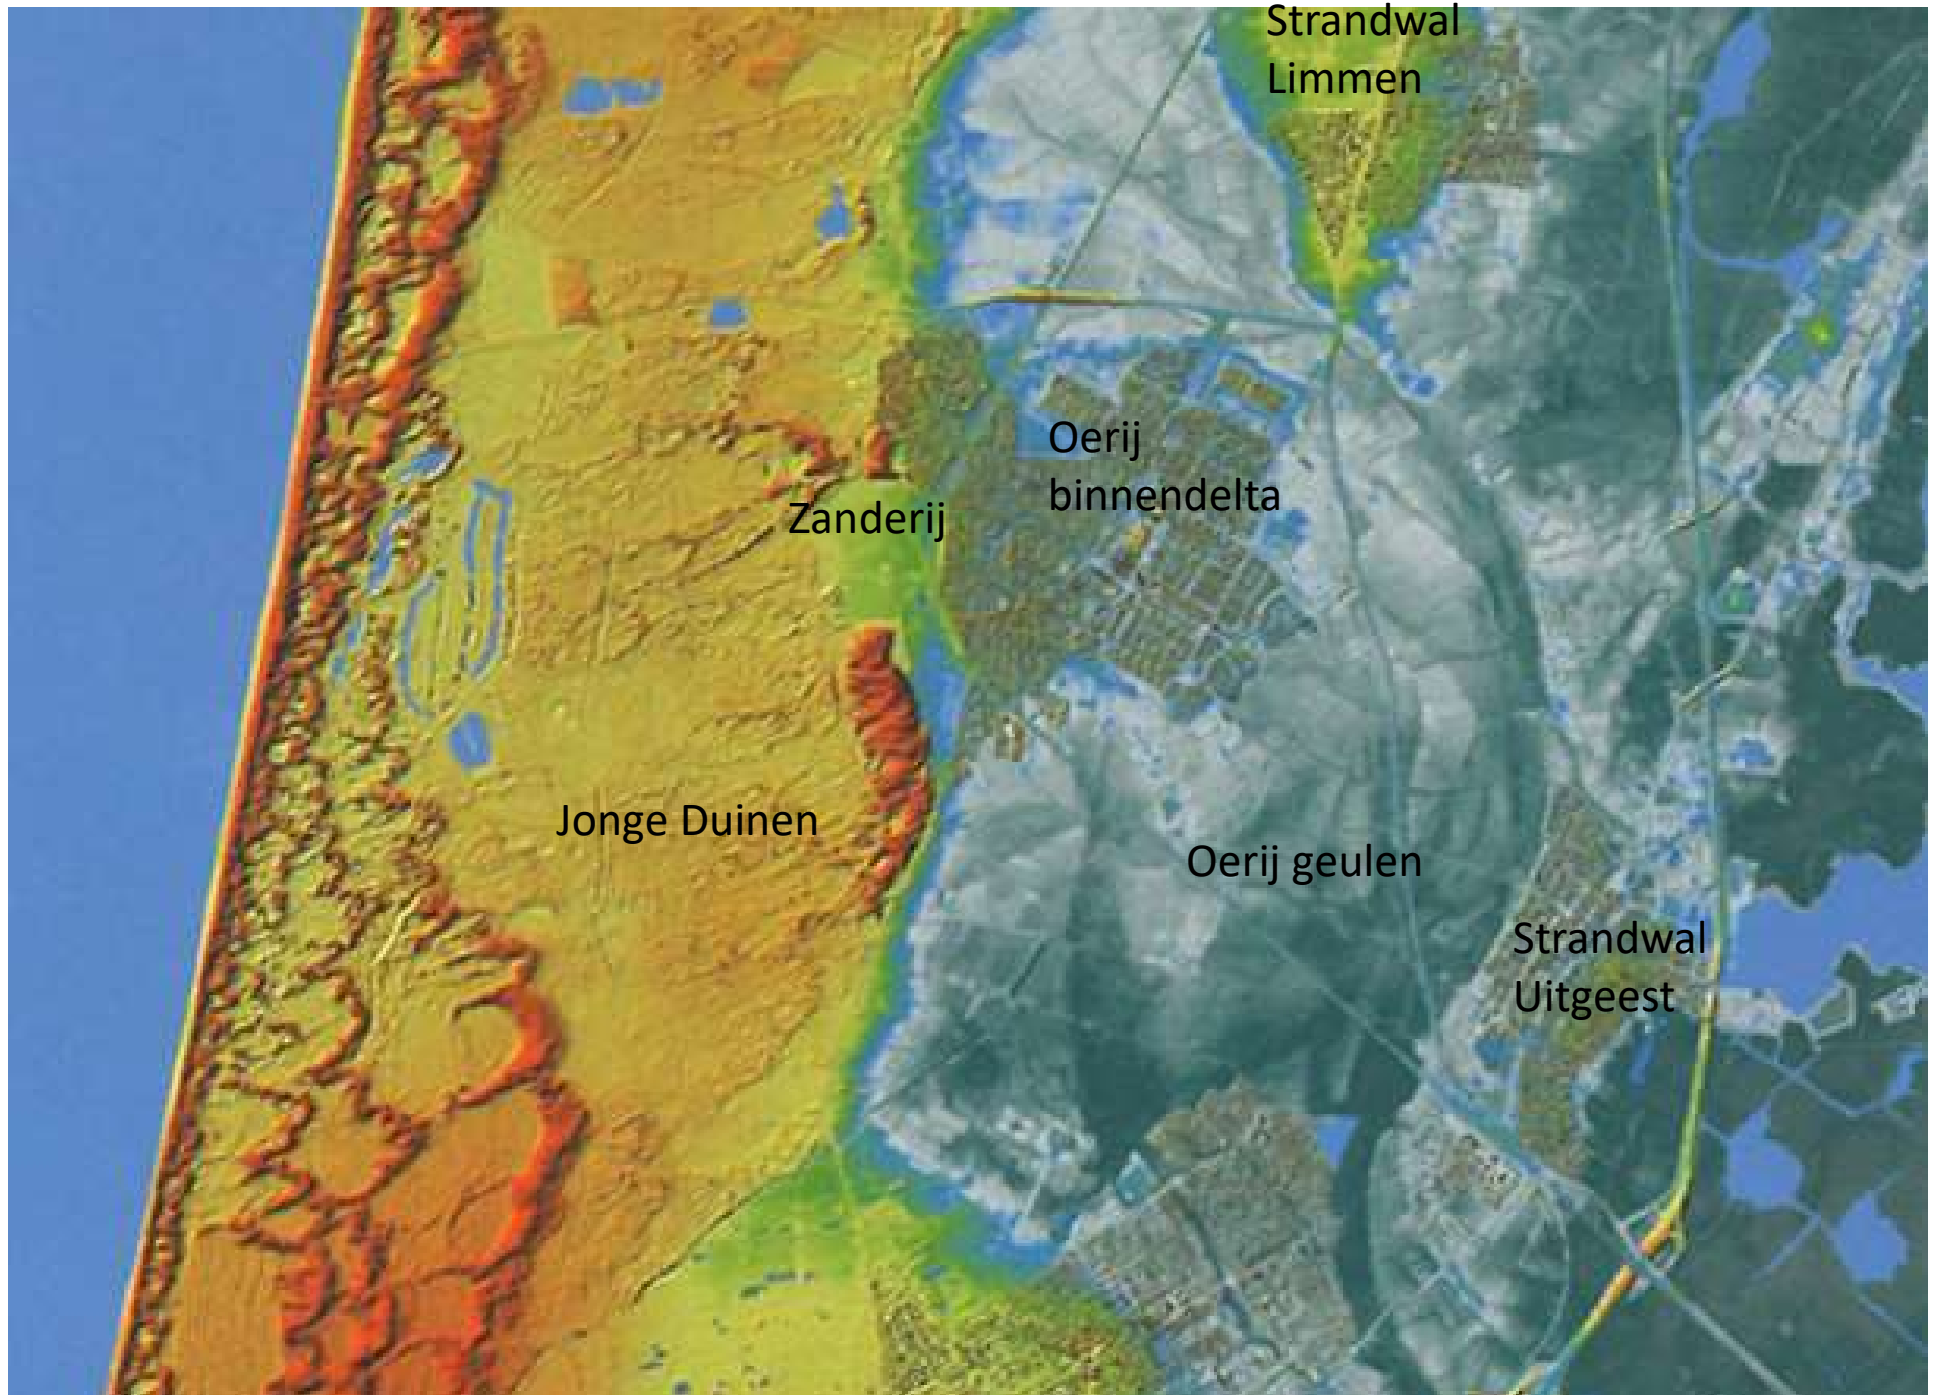 Strandwal
Limmen
Oerij
binnendelta
Zanderij
Jonge Duinen
Oerij geulen
Strandwal
Uitgeest